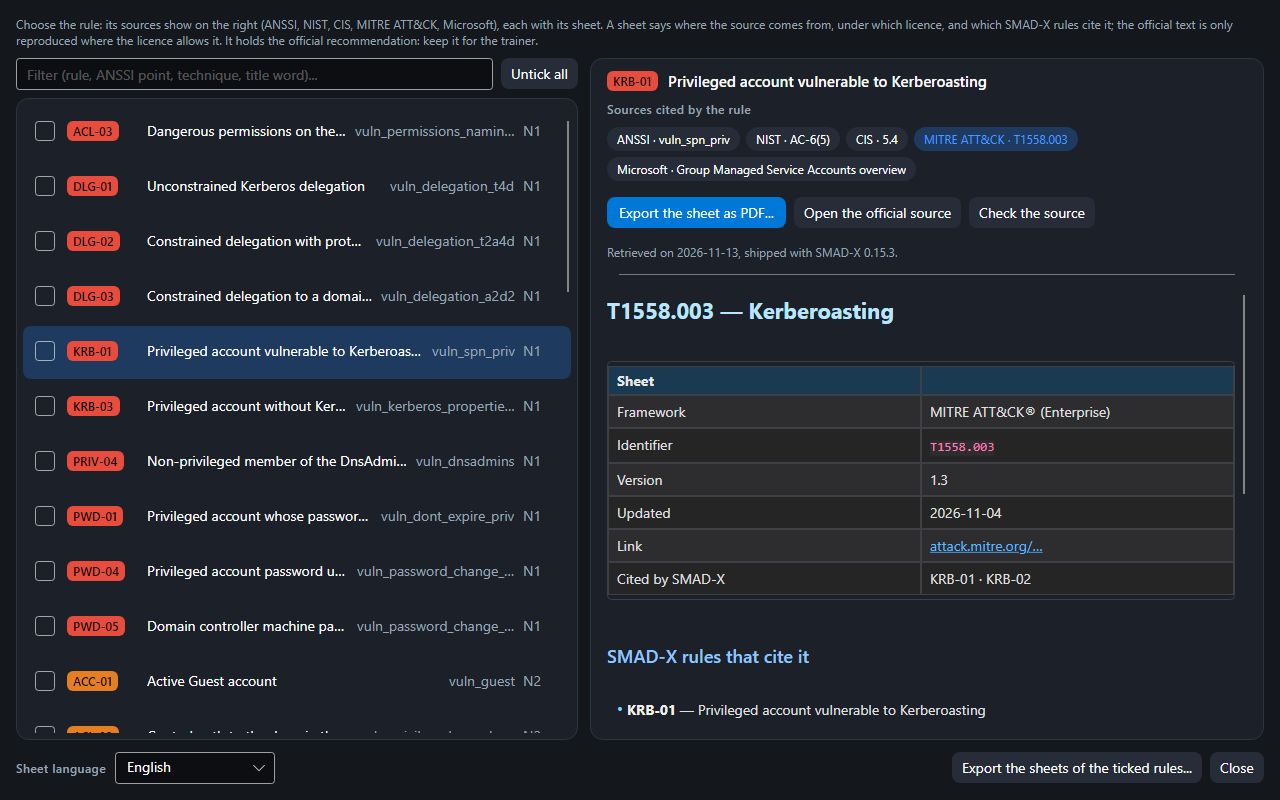 Choose the rule: its sources show on the right (ANSSI, NIST, CIS, MITRE ATT&CK, Microsoft), each with its sheet. A sheet says where the source comes from, under which licence, and which SMAD-X rules cite it; the official text is only
reproduced where the licence allows it. It holds the official recommendation: keep it for the trainer.
Filter (rule, ANSSI point, technique, title word)...
Untick all
ACL-03 Dangerous permissions on the... vuln_permissions_namin... N1
DLG-01 Unconstrained Kerberos delegation vuln_delegation_t4d N1
DLG-02 Constrained delegation with prot... vuln_delegation_t2a4d N1
DLG-03 Constrained delegation to a domai... vuln_delegation_a2d2 N1
KRB-01 Privileged account vulnerable to Kerberoas... vuln_spn_priv N1
KRB-03 Privileged account without Ker... vuln_kerberos_propertie... N1
PRIV-04 Non-privileged member of the DnsAdmi... vuln_dnsadmins N1
PWD-01 Privileged account whose passwor... vuln_dont_expire_priv N1
PWD-04 Privileged account password u... vuln_password_change_... N1
PWD-05 Domain controller machine pa... vuln_password_change_... N1
ACC-01 Active Guest account vuln_guest N2
KRB-01 Privileged account vulnerable to Kerberoasting
Sources cited by the rule
ANSSI · vuln_spn_priv NIST · AC-6(5) CIS · 5.4 MITRE ATT&CK · T1558.003
Microsoft · Group Managed Service Accounts overview
Export the sheet as PDF... Open the official source Check the source
Retrieved on 2026-11-13, shipped with SMAD-X 0.15.3.
T1558.003 — Kerberoasting
Sheet
Framework MITRE ATT&CK® (Enterprise)
Identifier T1558.003
Version 1.3
Updated 2026-11-04
Link attack.mitre.org/...
Cited by SMAD-X KRB-01 · KRB-02
SMAD-X rules that cite it
• KRB-01 — Privileged account vulnerable to Kerberoasting
Sheet language English
Export the sheets of the ticked rules... Close